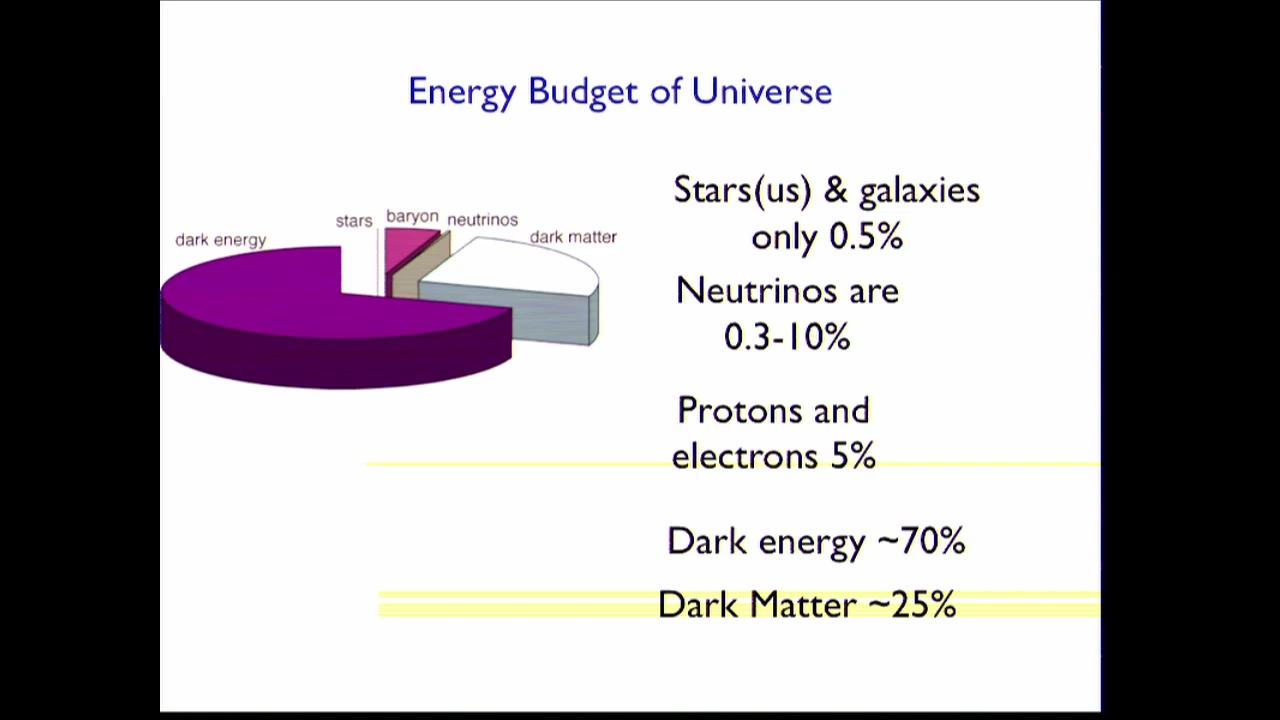 Energy Budget of Universe
dark energy
stars
baryon
neutrinos
dark matter
Stars(us) & galaxies
only 0.5%
Neutrinos are
0.3-10%
Protons and
electrons 5%
Dark energy ~70%
Dark Matter ~25%